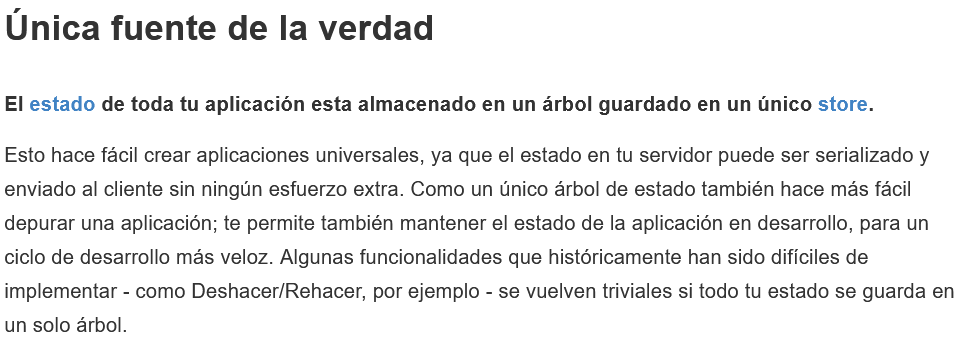 Única fuente de la verdad
El estado de toda tu aplicación esta almacenado en un árbol guardado en un único store.
Esto hace fácil crear aplicaciones universales, ya que el estado en tu servidor puede ser serializado y
enviado al cliente sin ningún esfuerzo extra. Como un único árbol de estado también hace más fácil
depurar una aplicación; te permite también mantener el estado de la aplicación en desarrollo, para un
ciclo de desarrollo más veloz. Algunas funcionalidades que históricamente han sido difíciles de
implementar - como Deshacer/Rehacer, por ejemplo - se vuelven triviales si todo tu estado se guarda en
un solo árbol.